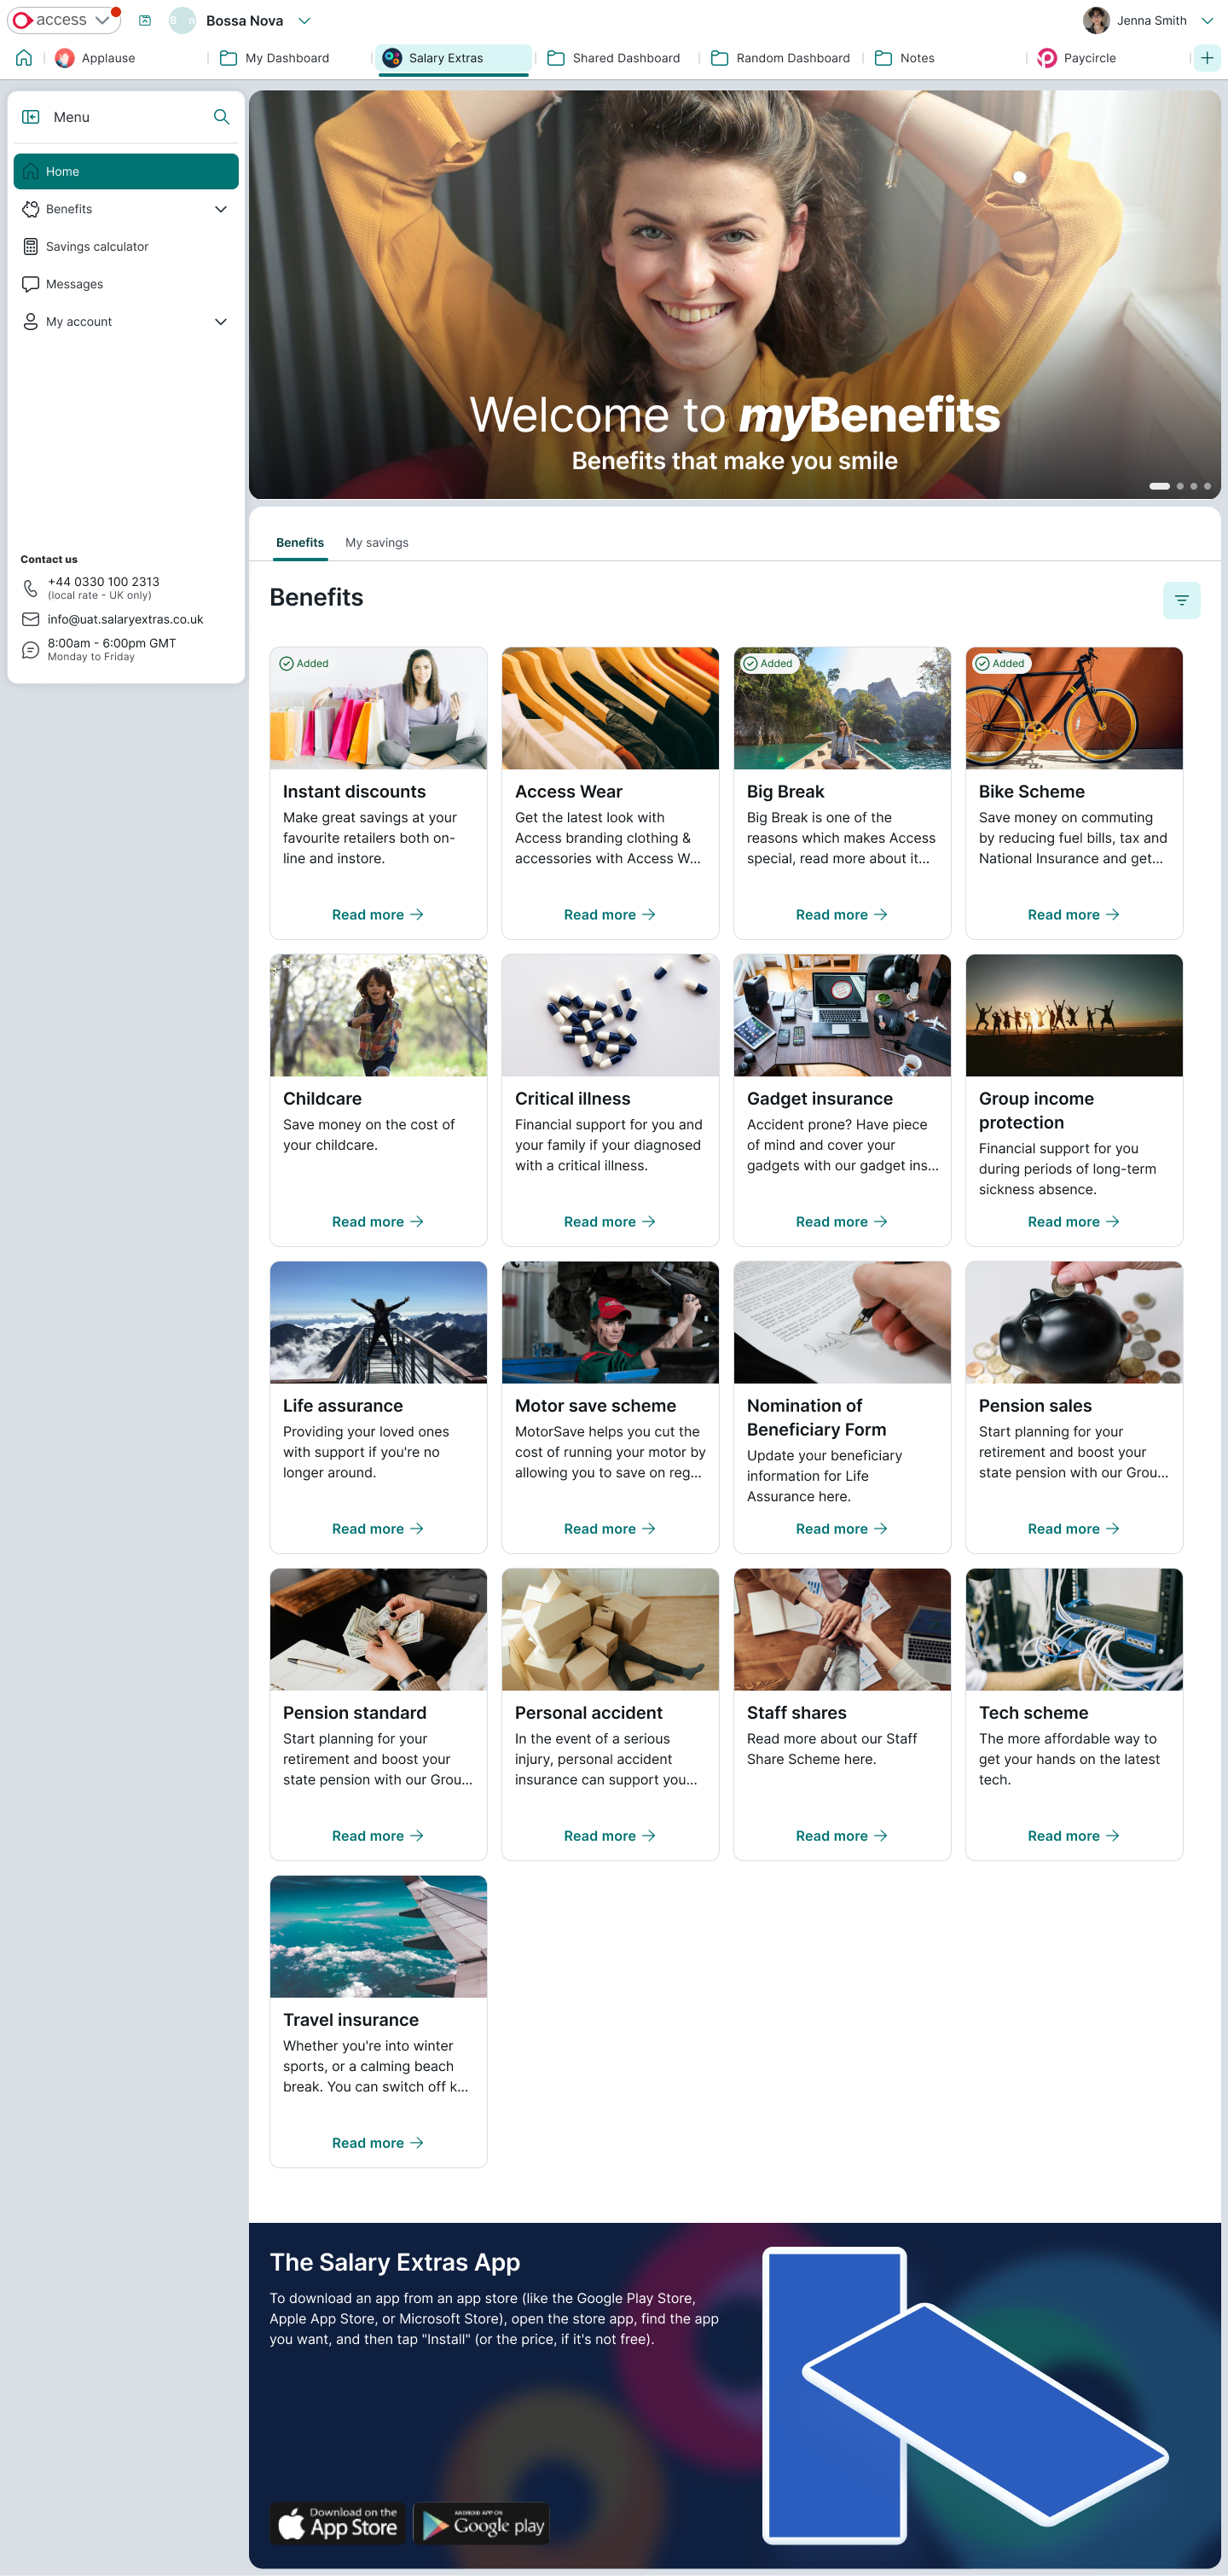 access
B n
Bossa Nova
Jenna Smith
Applause
My Dashboard
Salary Extras
Shared Dashboard
Random Dashboard
Notes
Paycircle
Menu
Home
Benefits
Savings calculator
Messages
My account
Contact us
+44 0330 100 2313
(local rate - UK only)
info@uat.salaryextras.co.uk
8:00am - 6:00pm GMT
Monday to Friday
Welcome to myBenefits
Benefits that make you smile
Benefits
My savings
Benefits
Added
Instant discounts
Make great savings at your
favourite retailers both on-
line and instore.
Read more
Access Wear
Get the latest look with
Access branding clothing &
accessories with Access W...
Read more
Added
Big Break
Big Break is one of the
reasons which makes Access
special, read more about it...
Read more
Added
Bike Scheme
Save money on commuting
by reducing fuel bills, tax and
National Insurance and get...
Read more
Childcare
Save money on the cost of
your childcare.
Read more
Critical illness
Financial support for you and
your family if your diagnosed
with a critical illness.
Read more
Gadget insurance
Accident prone? Have piece
of mind and cover your
gadgets with our gadget ins...
Read more
Group income
protection
Financial support for you
during periods of long-term
sickness absence.
Read more
Life assurance
Providing your loved ones
with support if you're no
longer around.
Read more
Motor save scheme
MotorSave helps you cut the
cost of running your motor by
allowing you to save on reg...
Read more
Nomination of
Beneficiary Form
Update your beneficiary
information for Life
Assurance here.
Read more
Pension sales
Start planning for your
retirement and boost your
state pension with our Grou...
Read more
Pension standard
Start planning for your
retirement and boost your
state pension with our Grou...
Read more
Personal accident
In the event of a serious
injury, personal accident
insurance can support you...
Read more
Staff shares
Read more about our Staff
Share Scheme here.
Read more
Tech scheme
The more affordable way to
get your hands on the latest
tech.
Read more
Travel insurance
Whether you're into winter
sports, or a calming beach
break. You can switch off k...
Read more
The Salary Extras App
To download an app from an app store (like the Google Play Store,
Apple App Store, or Microsoft Store), open the store app, find the app
you want, and then tap "Install" (or the price, if it's not free).
Download on the
App Store
ANDROID APP ON
Google play